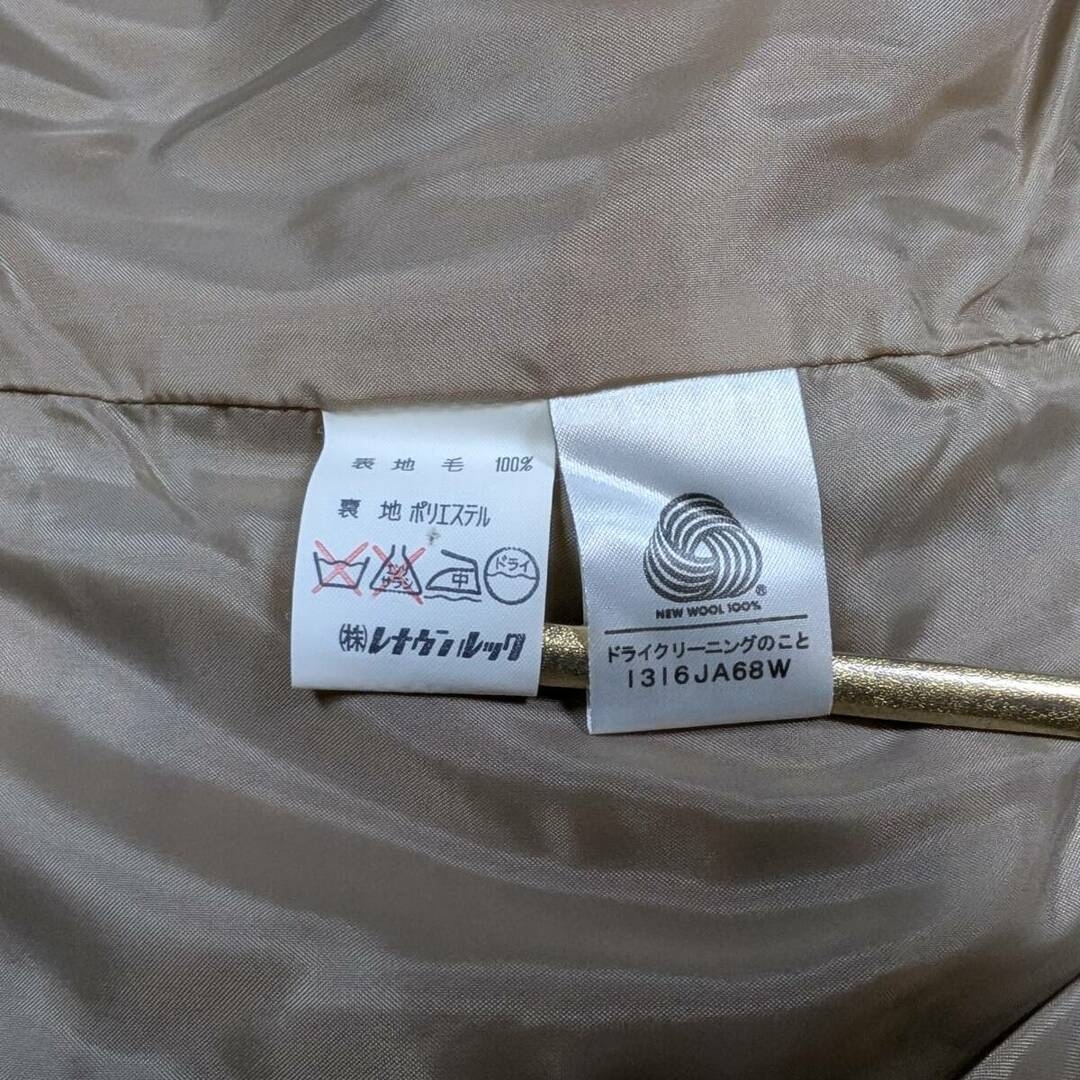 表地 毛 100%
裏地 ポリエステル
エンソ
サラシ
中
ドライ
(株)レナウンルック
®
NEW WOOL 100%
ドライクリーニングのこと
1316JA68W